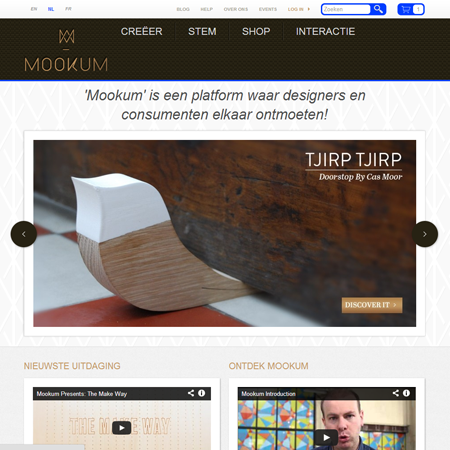 EN NL FR BLOG HELP OVER ONS EVENTS LOG IN Zoeken 1
CREËER STEM SHOP INTERACTIE
MOOKUM
'Mookum' is een platform waar designers en
consumenten elkaar ontmoeten!
TJIRP TJIRP
Doorstop By Cas Moor
DISCOVER IT >
NIEUWSTE UITDAGING ONTDEK MOOKUM
Mookum Presents: The Make Way Mookum Introduction
THE MAKE WAY